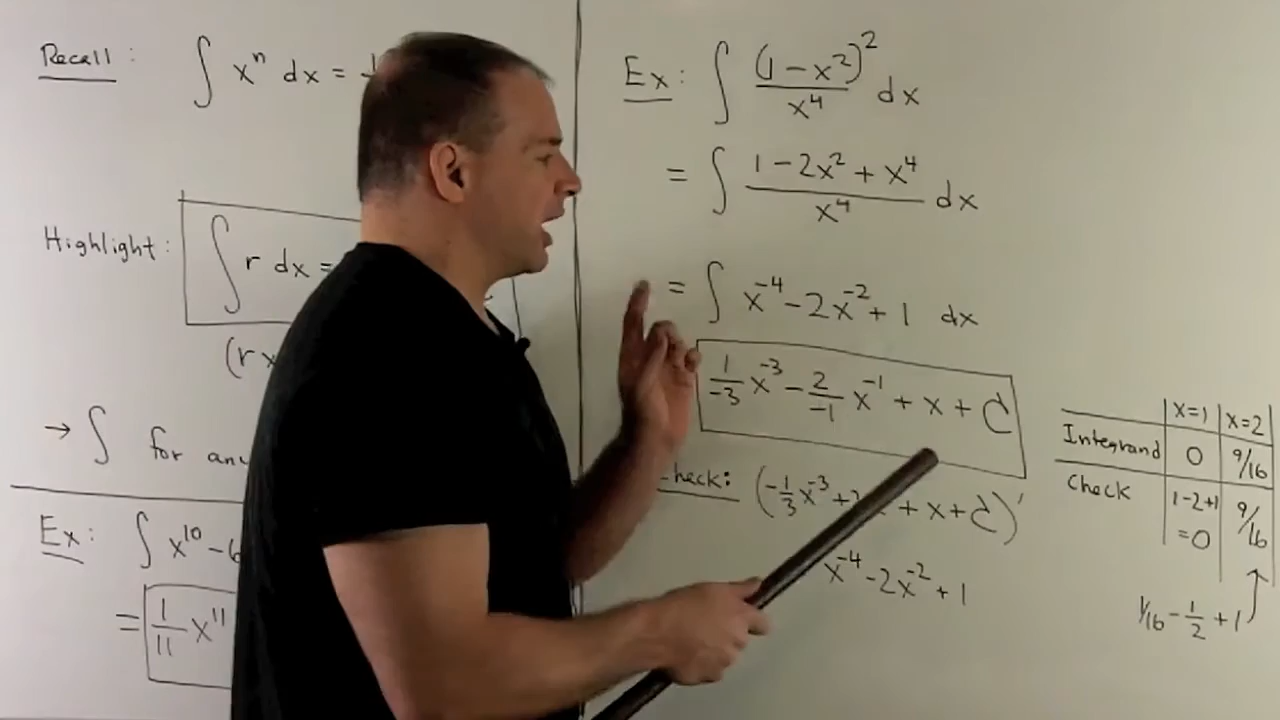 Recall : ∫ xⁿ dx =
Highlight : ∫ r dx =
(r x
→ ∫ for any
Ex : ∫ x¹⁰ - 6
= 1/11 x¹¹
Ex : ∫ (1-x²)²/x⁴ dx
= ∫ (1-2x²+x⁴)/x⁴ dx
= ∫ x⁻⁴ - 2x⁻² + 1 dx
1/-3 x⁻³ - 2/-1 x⁻¹ + x + C
heck: (-1/3 x⁻³ + + x + C)'
x⁻⁴ - 2x⁻² + 1
x=1 x=2
Integrand 0 9/16
Check 1-2+1 =0 9/16
1/16 - 1/2 + 1